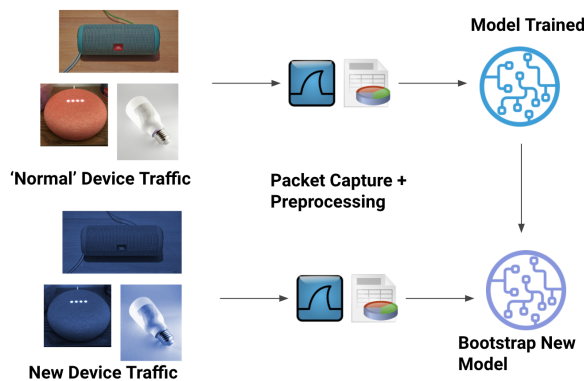 Model Trained
‘Normal’ Device Traffic
Packet Capture +
Preprocessing
New Device Traffic
Bootstrap New
Model